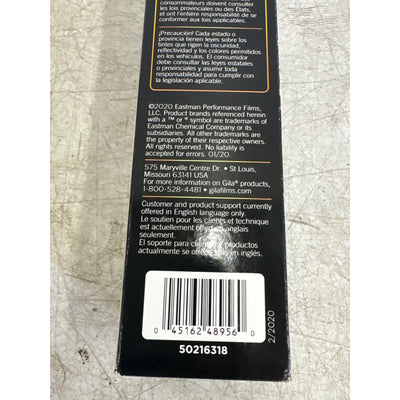 consommateurs doivent consulter
les provinciales ou des États,
et ont l'entière responsabilité de se
conformer aux lois applicables.
¡Precaución! Cada estado o
provincia tienen leyes sobre los
tintes que rigen la oscuridad,
reflectividad y los colores permitidos
en los vehículos. El consumidor
debe consultar las leyes estatales
o provinciales y asumir toda
responsabilidad para cumplir con
la legislación aplicable.
©2020 Eastman Performance Films,
LLC. Product brands referenced herein
with a ™ or ® symbol are trademarks of
Eastman Chemical Company or its
subsidiaries. All other trademarks are
the property of their respective owners.
All rights reserved. No liability is
accepted for errors. 01/20.
575 Maryville Centre Dr. • St Louis,
Missouri 63141 USA
For more information on Gila® products,
1-800-528-4481 • gilafilms.com
Customer and product support currently
offered in English language only.
Le soutien pour les clients et technique
est actuellement offert en anglais
seulement.
El soporte para clientes y productos
actualmente se ofrece sólo en inglés.
0 45162 48956 0
50216318
2/2020